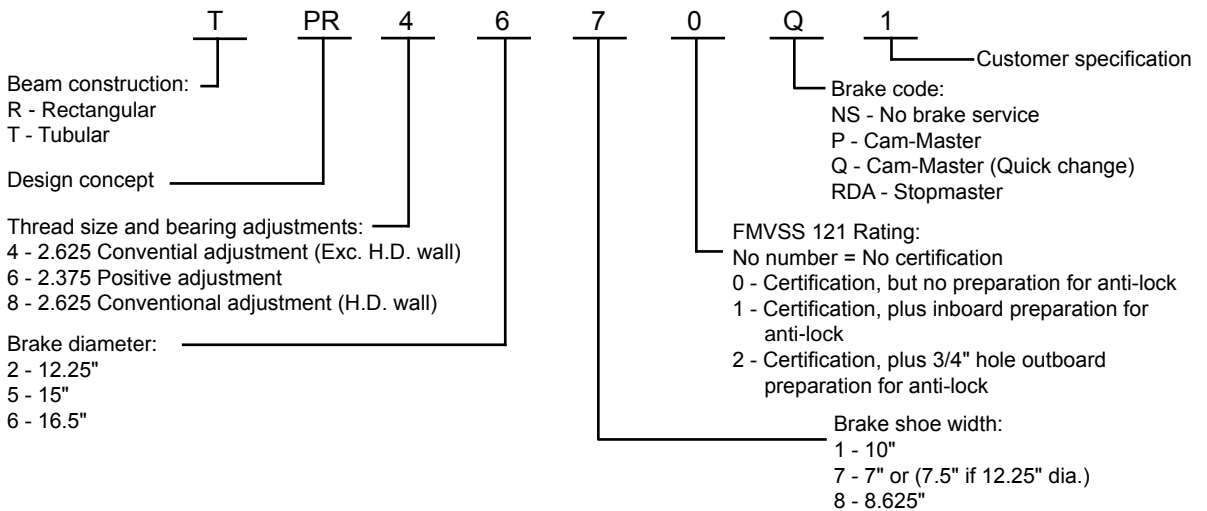 T PR 4 6 7 0 Q 1
Customer specification
Beam construction:
R - Rectangular
T - Tubular
Brake code:
NS - No brake service
P - Cam-Master
Q - Cam-Master (Quick change)
RDA - Stopmaster
Design concept
Thread size and bearing adjustments:
4 - 2.625 Convential adjustment (Exc. H.D. wall)
6 - 2.375 Positive adjustment
8 - 2.625 Conventional adjustment (H.D. wall)
FMVSS 121 Rating:
No number = No certification
0 - Certification, but no preparation for anti-lock
1 - Certification, plus inboard preparation for
anti-lock
2 - Certification, plus 3/4" hole outboard
preparation for anti-lock
Brake diameter:
2 - 12.25"
5 - 15"
6 - 16.5"
Brake shoe width:
1 - 10"
7 - 7" or (7.5" if 12.25" dia.)
8 - 8.625"